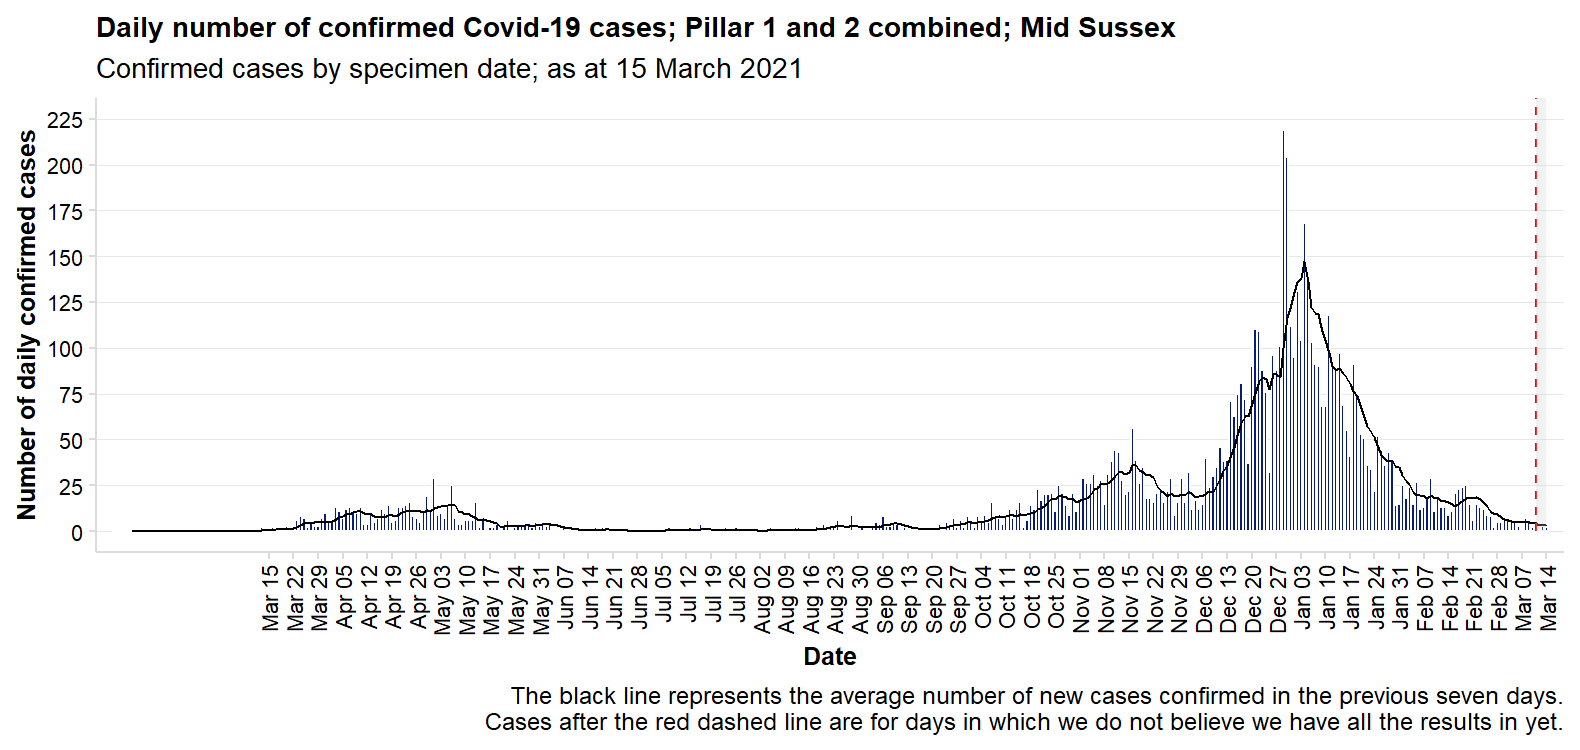 Daily number of confirmed Covid-19 cases; Pillar 1 and 2 combined; Mid Sussex
Confirmed cases by specimen date; as at 15 March 2021
Number of daily confirmed cases
225
200
175
150
125
100
75
50
25
0
Mar 15
Mar 22
Mar 29
Apr 05
Apr 12
Apr 19
Apr 26
May 03
May 10
May 17
May 24
May 31
Jun 07
Jun 14
Jun 21
Jun 28
Jul 05
Jul 12
Jul 19
Jul 26
Aug 02
Aug 09
Aug 16
Aug 23
Aug 30
Sep 06
Sep 13
Sep 20
Sep 27
Oct 04
Oct 11
Oct 18
Oct 25
Nov 01
Nov 08
Nov 15
Nov 22
Nov 29
Dec 06
Dec 13
Dec 20
Dec 27
Jan 03
Jan 10
Jan 17
Jan 24
Jan 31
Feb 07
Feb 14
Feb 21
Feb 28
Mar 07
Mar 14
Date
The black line represents the average number of new cases confirmed in the previous seven days.
Cases after the red dashed line are for days in which we do not believe we have all the results in yet.